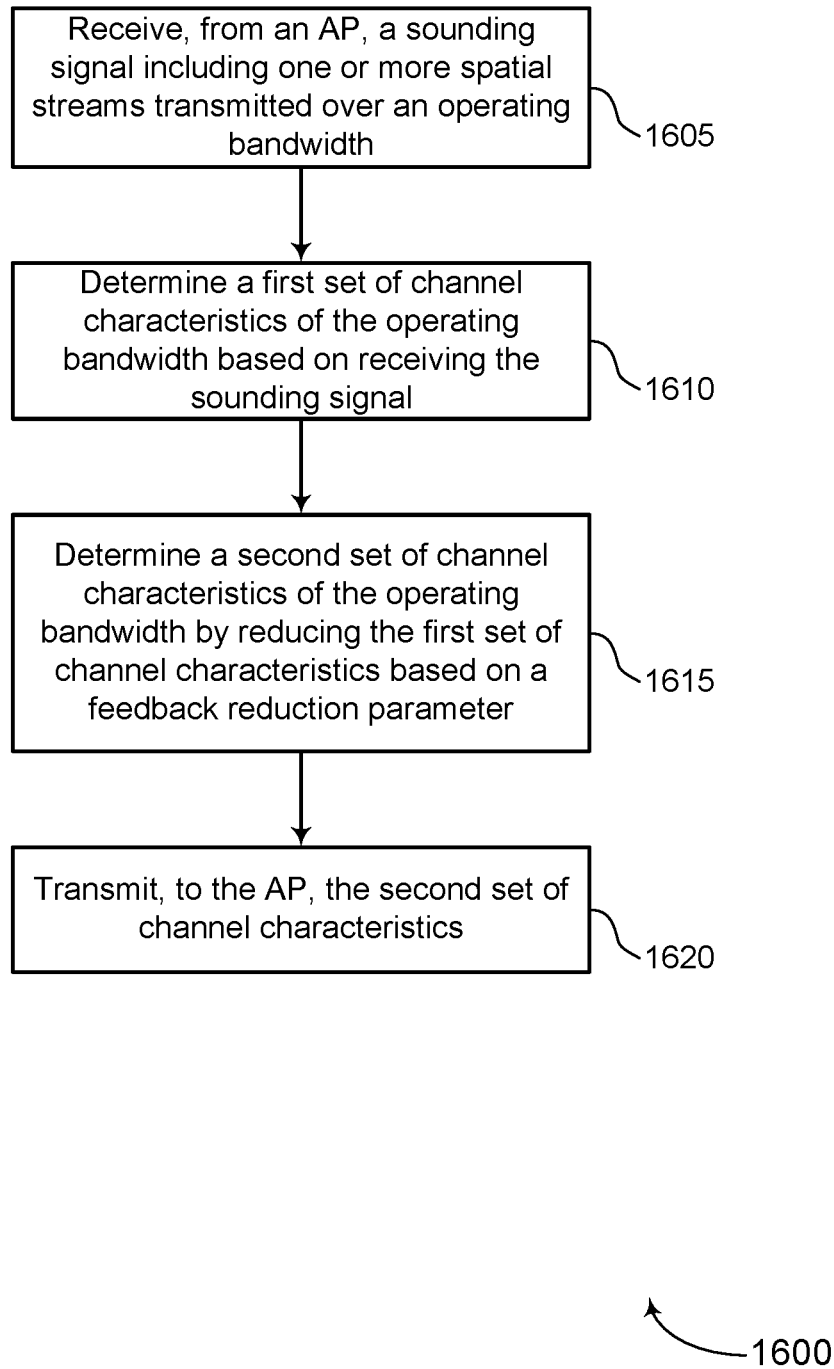 Receive, from an AP, a sounding
signal including one or more spatial
streams transmitted over an operating
bandwidth
1605
Determine a first set of channel
characteristics of the operating
bandwidth based on receiving the
sounding signal
1610
Determine a second set of channel
characteristics of the operating
bandwidth by reducing the first set of
channel characteristics based on a
feedback reduction parameter
1615
Transmit, to the AP, the second set of
channel characteristics
1620
1600